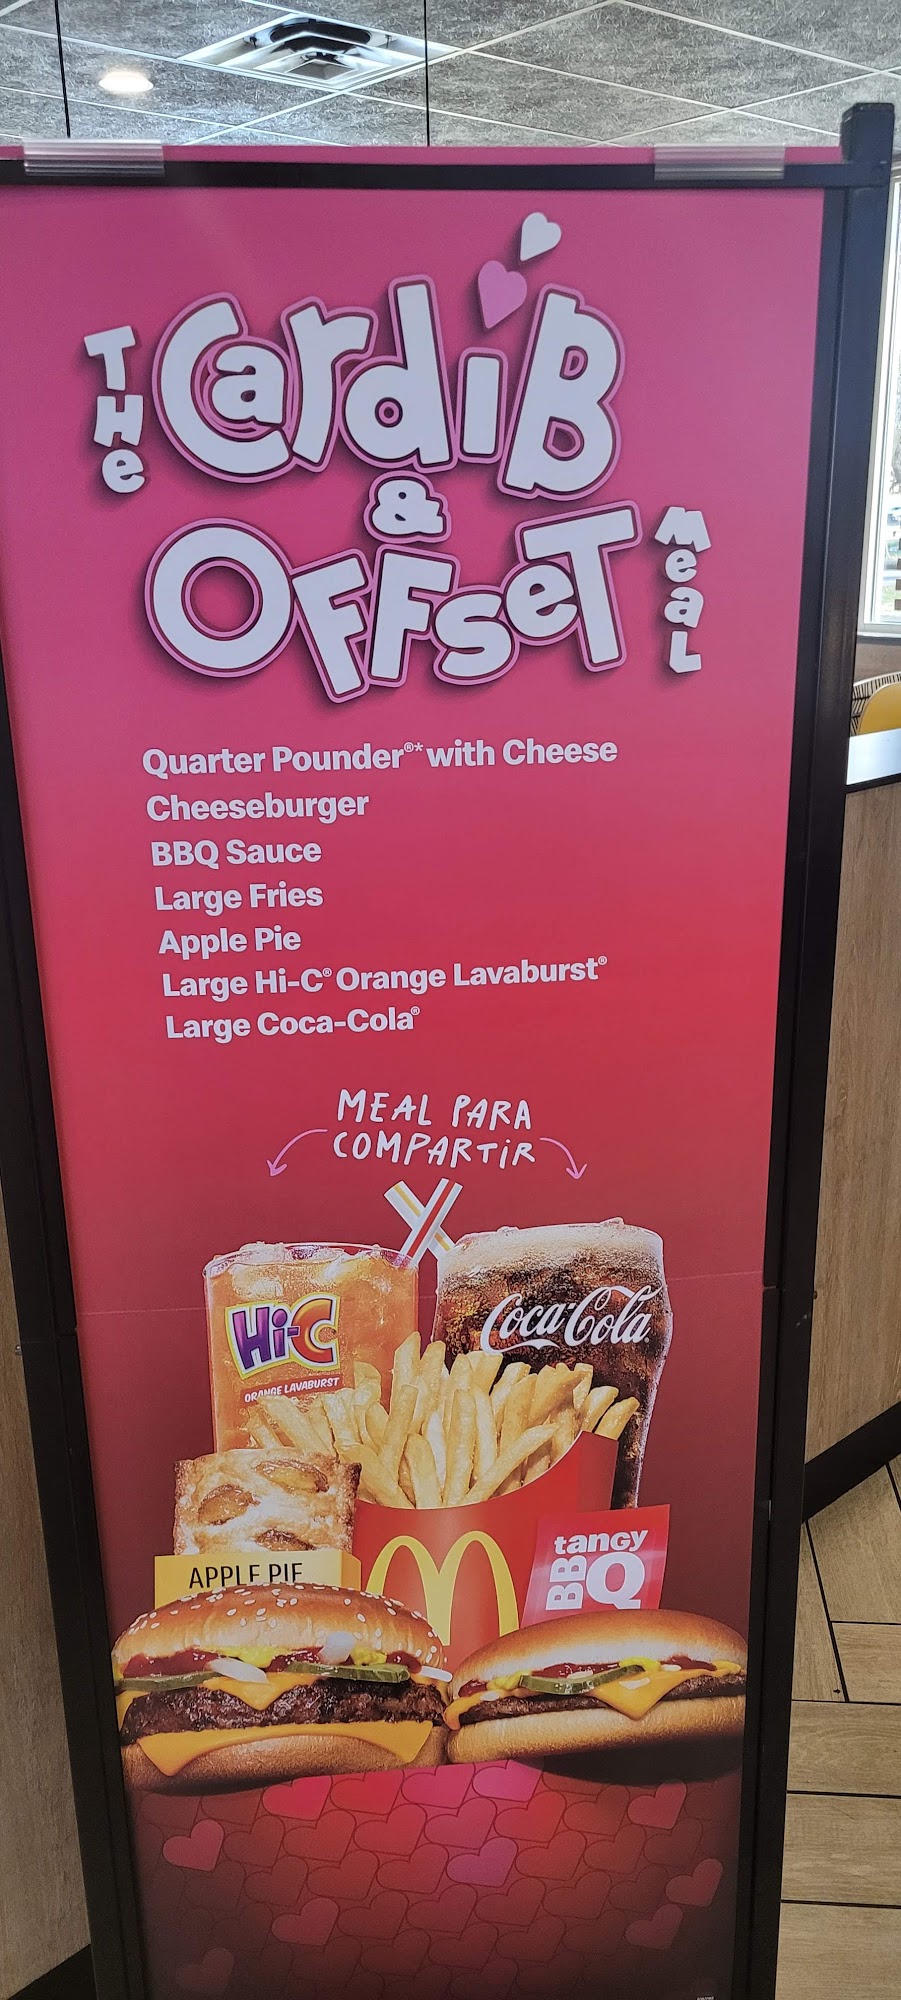 THe
CardiB
&
OFFseT
MeaL
Quarter Pounder®* with Cheese
Cheeseburger
BBQ Sauce
Large Fries
Apple Pie
Large Hi-C® Orange Lavaburst®
Large Coca-Cola®
MEAL PARA
COMPARTiR
Hi-C
ORANGE LAVABURST
Coca-Cola
APPLE PIE
tangy
BBQ